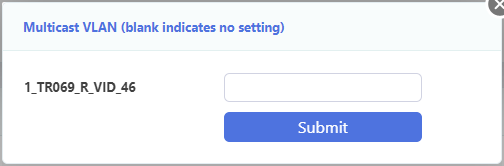 Multicast VLAN (blank indicates no setting)
1_TR069_R_VID_46
Submit